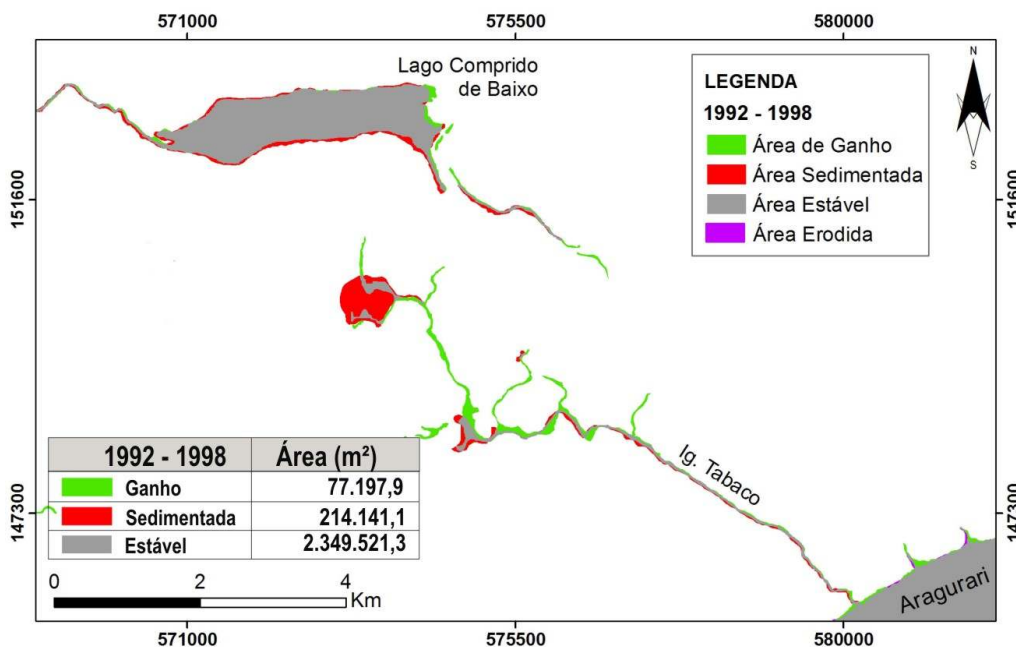 571000 575500 580000
Lago Comprido
de Baixo
LEGENDA
1992 - 1998
Área de Ganho
Área Sedimentada
Área Estável
Área Erodida
N
S
151600 151600
Ig. Tabaco
1992 - 1998 Área (m²)
Ganho 77.197,9
Sedimentada 214.141,1
Estável 2.349.521,3
147300 147300
0 2 4
Km
Aragurari
571000 575500 580000